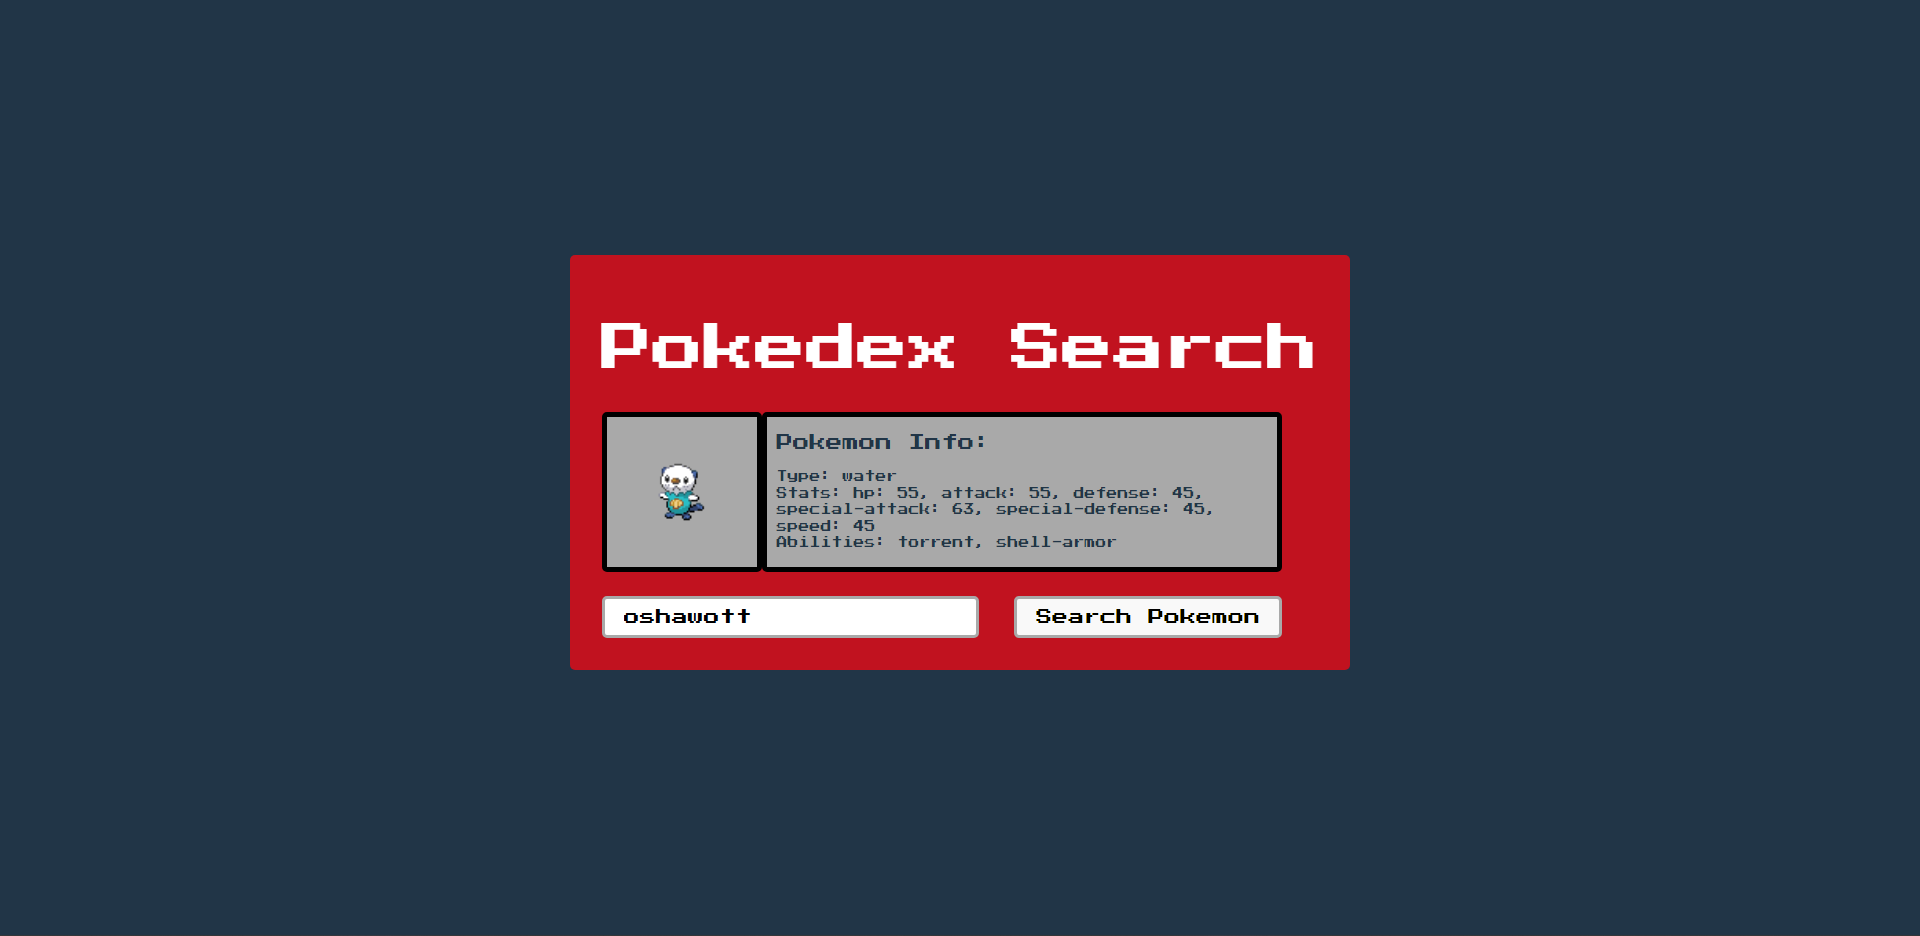 Pokedex Search
Pokemon Info:
Type: water
Stats: hp: 55, attack: 55, defense: 45,
special-attack: 63, special-defense: 45,
speed: 45
Abilities: torrent, shell-armor
oshawott
Search Pokemon